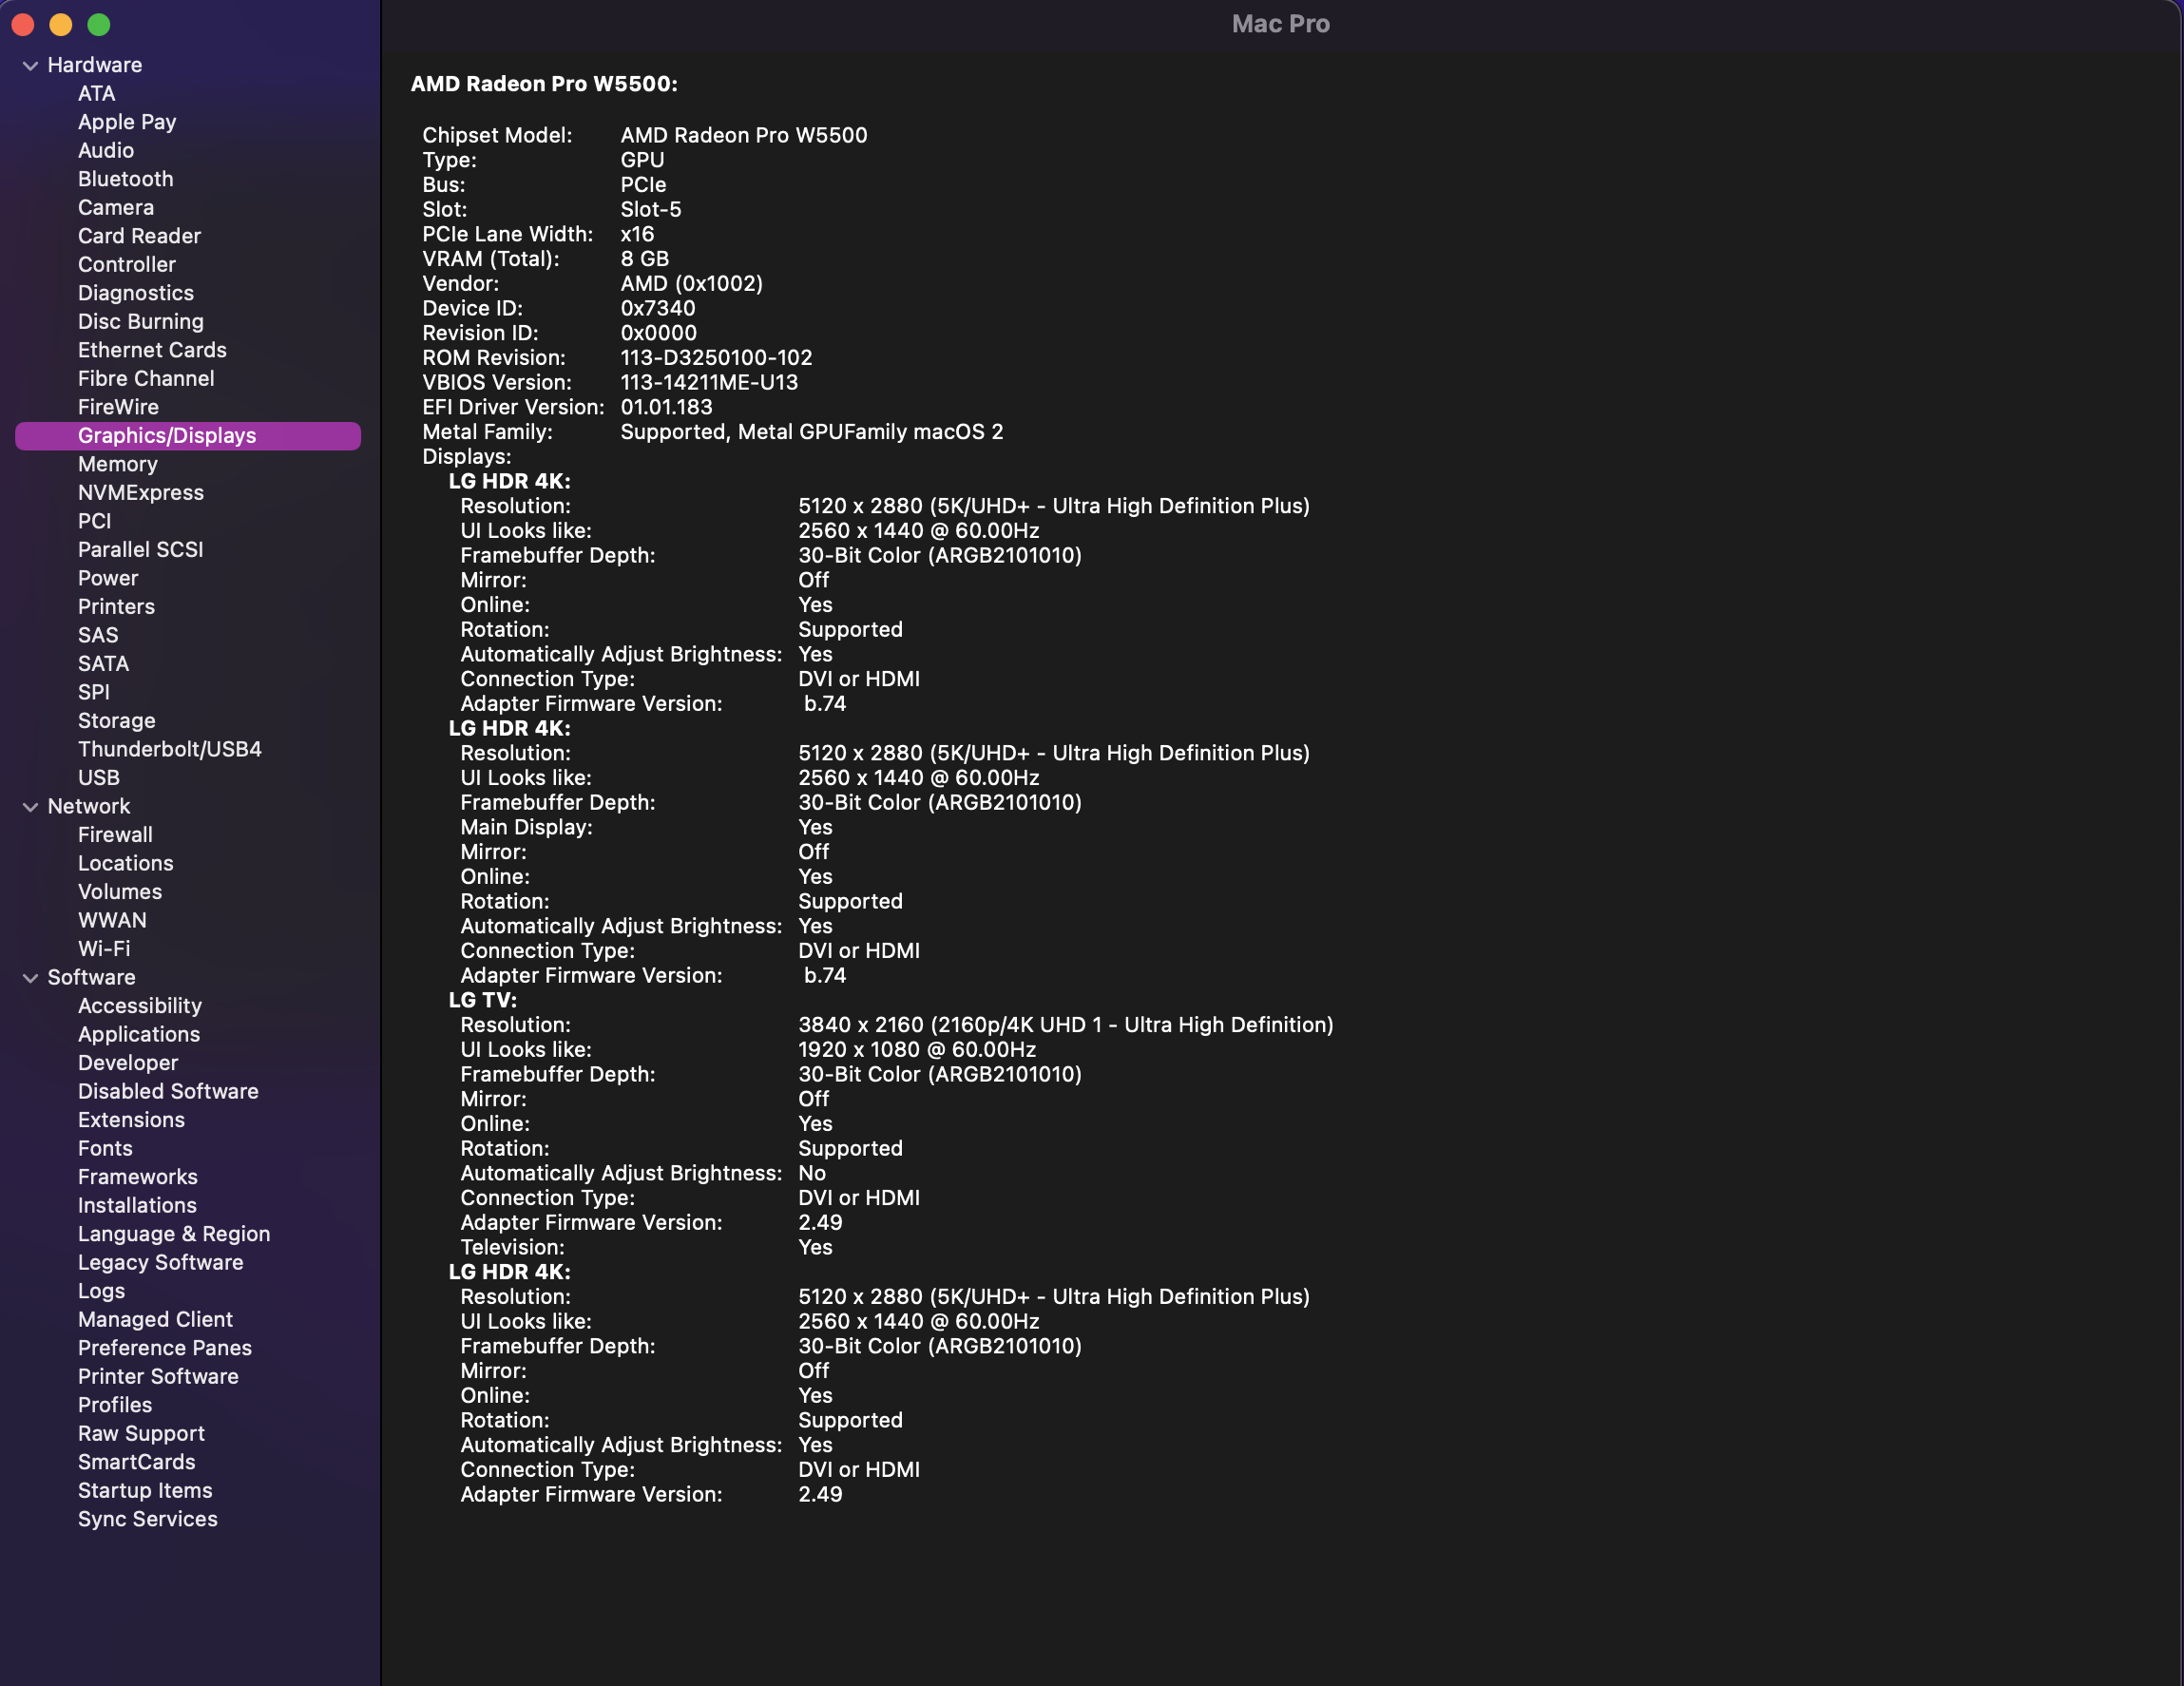 Mac Pro
Hardware
ATA
Apple Pay
Audio
Bluetooth
Camera
Card Reader
Controller
Diagnostics
Disc Burning
Ethernet Cards
Fibre Channel
FireWire
Graphics/Displays
Memory
NVMExpress
PCI
Parallel SCSI
Power
Printers
SAS
SATA
SPI
Storage
Thunderbolt/USB4
USB
Network
Firewall
Locations
Volumes
WWAN
Wi-Fi
Software
Accessibility
Applications
Developer
Disabled Software
Extensions
Fonts
Frameworks
Installations
Language & Region
Legacy Software
Logs
Managed Client
Preference Panes
Printer Software
Profiles
Raw Support
SmartCards
Startup Items
Sync Services
AMD Radeon Pro W5500:
Chipset Model: AMD Radeon Pro W5500
Type: GPU
Bus: PCIe
Slot: Slot-5
PCIe Lane Width: x16
VRAM (Total): 8 GB
Vendor: AMD (0x1002)
Device ID: 0x7340
Revision ID: 0x0000
ROM Revision: 113-D3250100-102
VBIOS Version: 113-14211ME-U13
EFI Driver Version: 01.01.183
Metal Family: Supported, Metal GPUFamily macOS 2
Displays:
LG HDR 4K:
Resolution: 5120 x 2880 (5K/UHD+ - Ultra High Definition Plus)
UI Looks like: 2560 x 1440 @ 60.00Hz
Framebuffer Depth: 30-Bit Color (ARGB2101010)
Mirror: Off
Online: Yes
Rotation: Supported
Automatically Adjust Brightness: Yes
Connection Type: DVI or HDMI
Adapter Firmware Version: b.74
LG HDR 4K:
Resolution: 5120 x 2880 (5K/UHD+ - Ultra High Definition Plus)
UI Looks like: 2560 x 1440 @ 60.00Hz
Framebuffer Depth: 30-Bit Color (ARGB2101010)
Main Display: Yes
Mirror: Off
Online: Yes
Rotation: Supported
Automatically Adjust Brightness: Yes
Connection Type: DVI or HDMI
Adapter Firmware Version: b.74
LG TV:
Resolution: 3840 x 2160 (2160p/4K UHD 1 - Ultra High Definition)
UI Looks like: 1920 x 1080 @ 60.00Hz
Framebuffer Depth: 30-Bit Color (ARGB2101010)
Mirror: Off
Online: Yes
Rotation: Supported
Automatically Adjust Brightness: No
Connection Type: DVI or HDMI
Adapter Firmware Version: 2.49
Television: Yes
LG HDR 4K:
Resolution: 5120 x 2880 (5K/UHD+ - Ultra High Definition Plus)
UI Looks like: 2560 x 1440 @ 60.00Hz
Framebuffer Depth: 30-Bit Color (ARGB2101010)
Mirror: Off
Online: Yes
Rotation: Supported
Automatically Adjust Brightness: Yes
Connection Type: DVI or HDMI
Adapter Firmware Version: 2.49